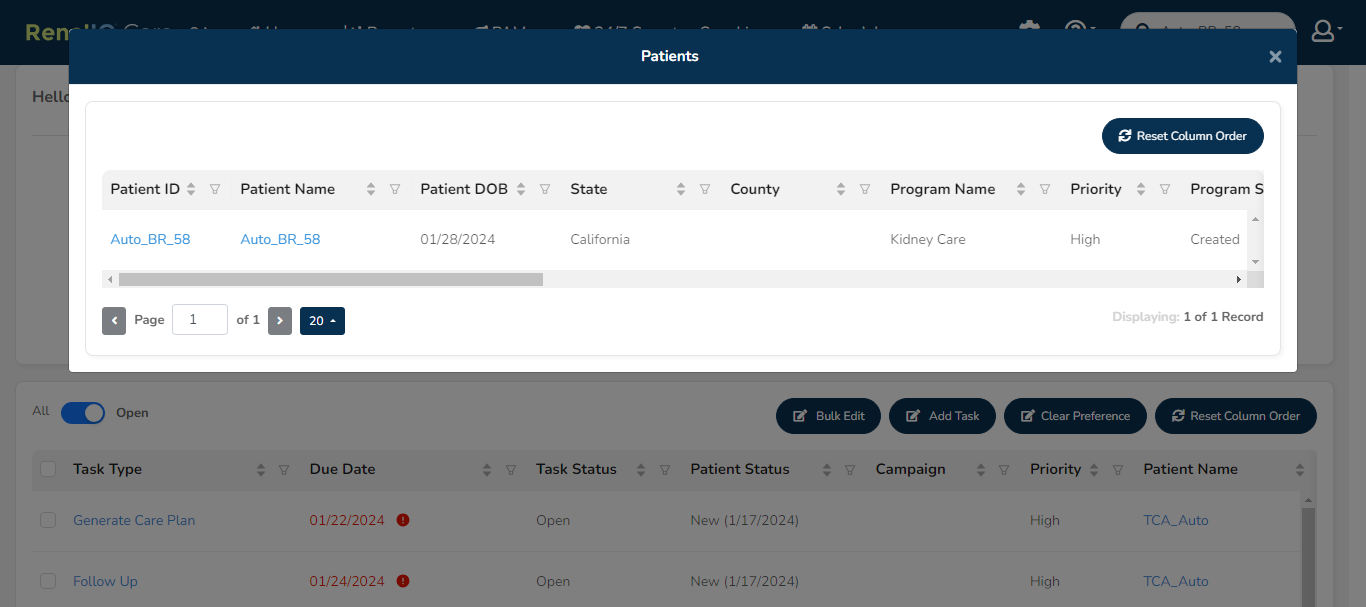 Patients
Hello
Reset Column Order
Patient ID Patient Name Patient DOB State County Program Name Priority Program S
Auto_BR_58 Auto_BR_58 01/28/2024 California Kidney Care High Created
Page 1 of 1 20 Displaying: 1 of 1 Record
All Open Bulk Edit Add Task Clear Preference Reset Column Order
Task Type Due Date Task Status Patient Status Campaign Priority Patient Name
Generate Care Plan 01/22/2024 Open New (1/17/2024) High TCA_Auto
Follow Up 01/24/2024 Open New (1/17/2024) High TCA_Auto